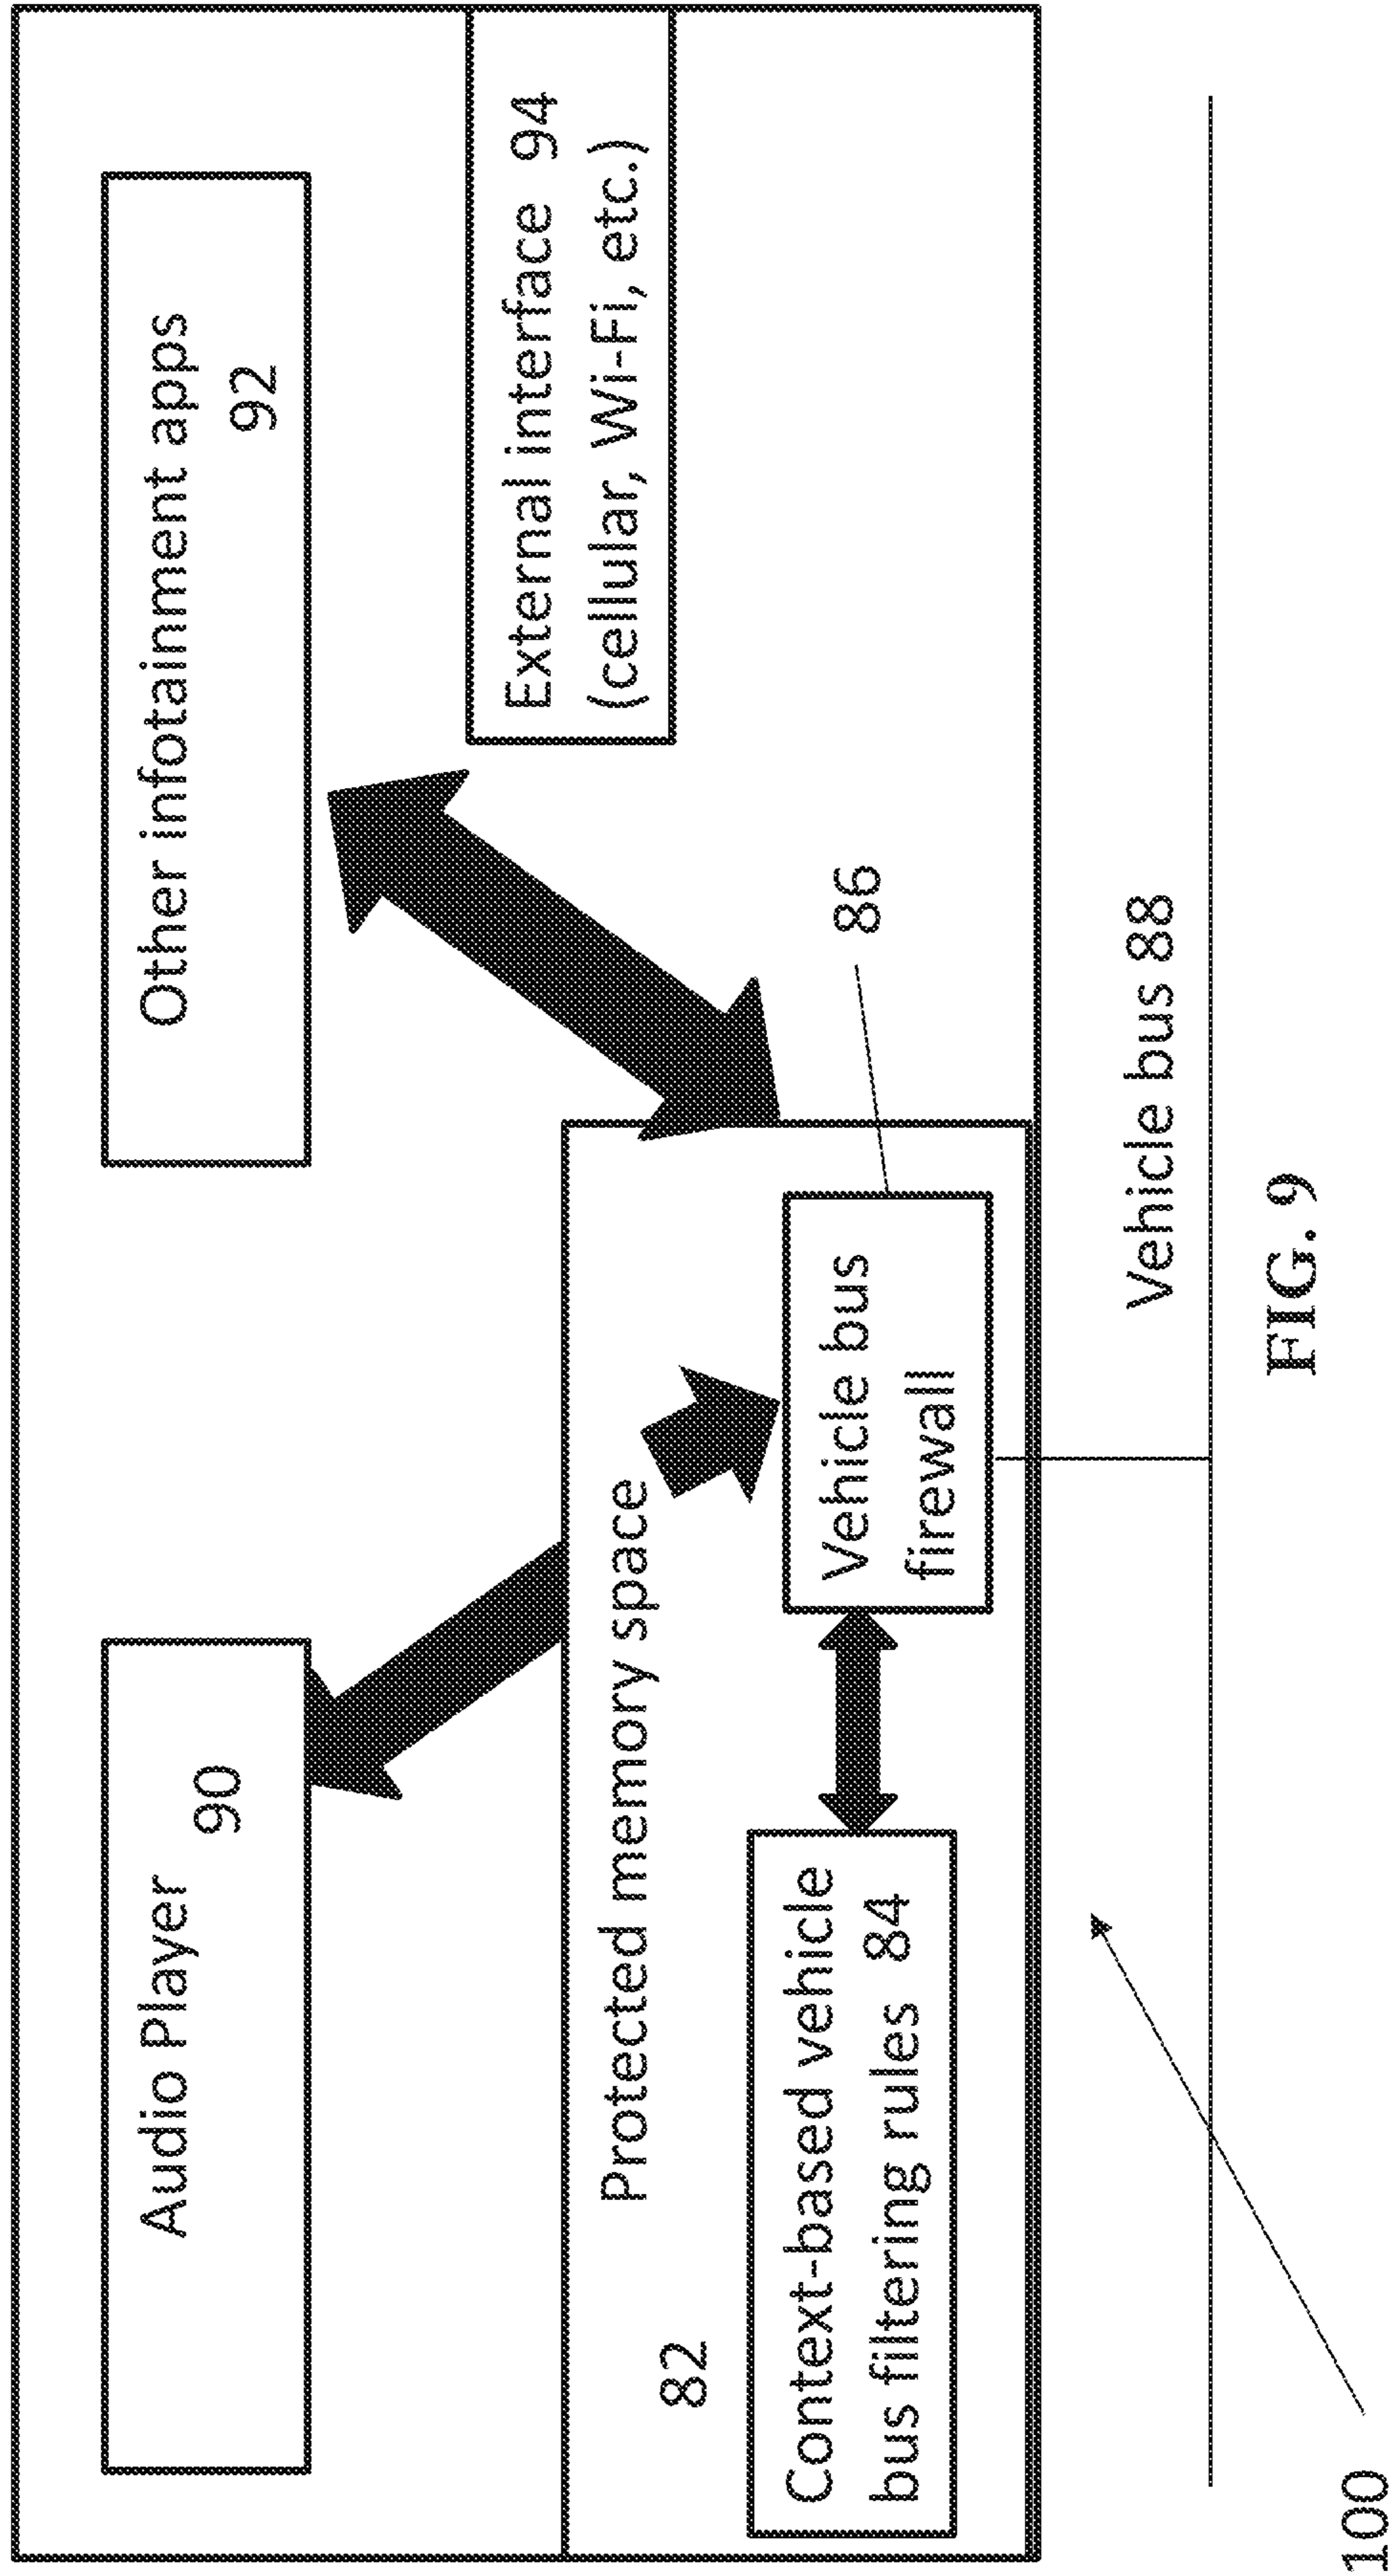 Audio Player
90
Other infotainment apps
92
External interface 94
(cellular, Wi-Fi, etc.)
Protected memory space
82
Context-based vehicle
bus filtering rules 84
Vehicle bus
firewall
86
Vehicle bus 88
100
FIG. 9